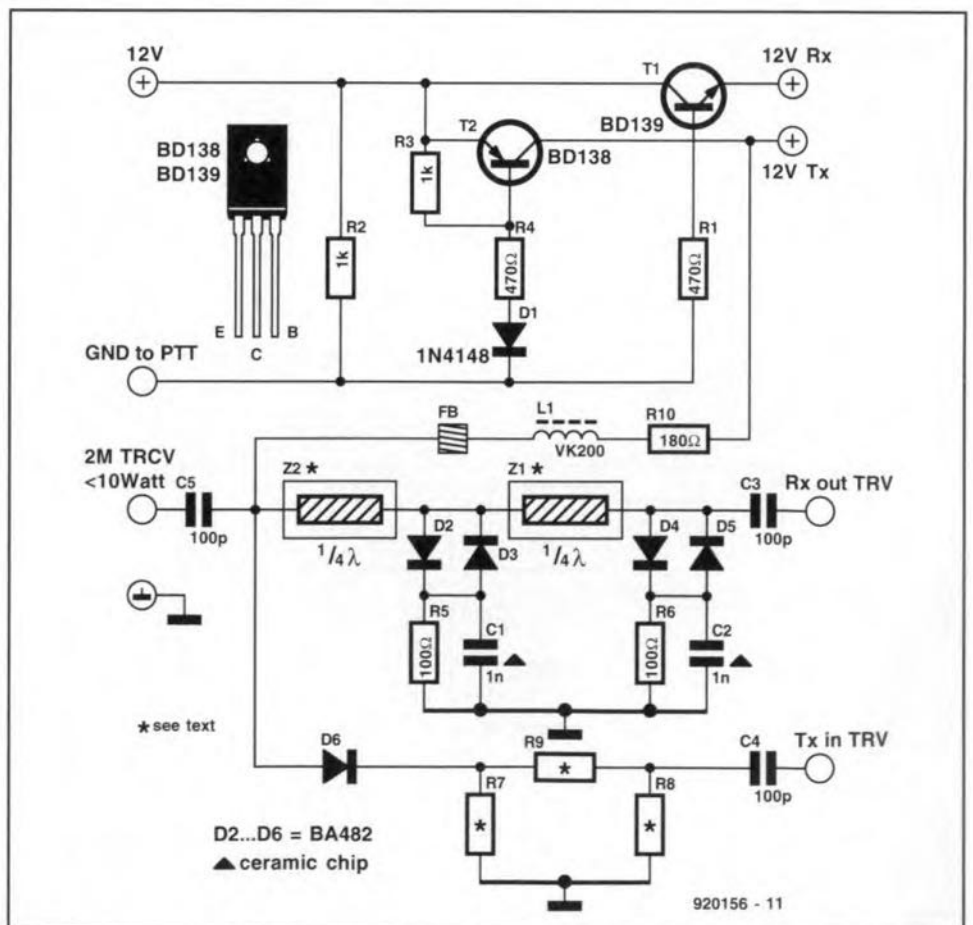 12V
+
T1
12V Rx
+
BD139
T2
BD138
12V Tx
+
R3
1k
BD138
BD139
R2
1k
R4
470Ω
R1
470Ω
D1
1N4148
E
C
B
GND to PTT
FB
L1
VK200
R10
180Ω
2M TRCV
<10Watt
C5
100p
Z2 *
1/4 λ
Z1 *
1/4 λ
D2
D3
D4
D5
C3
100p
Rx out TRV
R5
100Ω
C1
1n
R6
100Ω
C2
1n
* see text
D6
R9
*
R7
*
R8
*
C4
100p
Tx in TRV
D2...D6 = BA482
▲ ceramic chip
920156 - 11